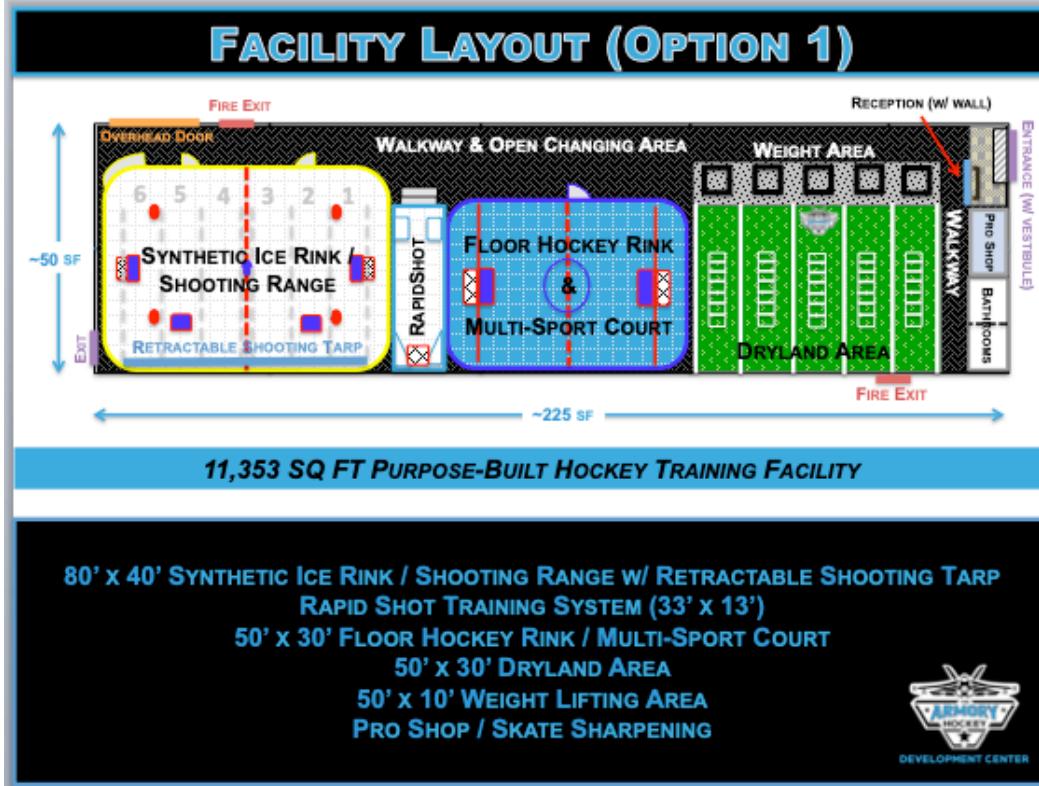 FACILITY LAYOUT (OPTION 1)
FIRE EXIT
RECEPTION (W/ WALL)
OVERHEAD DOOR
WALKWAY & OPEN CHANGING AREA
WEIGHT AREA
ENTRANCE (W/ VESTIBULE)
6 5 4 3 2 1
~50 SF
SYNTHETIC ICE RINK /
SHOOTING RANGE
RAPIDSHOT
FLOOR HOCKEY RINK
&
MULTI-SPORT COURT
WALKWAY
PRO SHOP
BATHROOMS
EXIT
RETRACTABLE SHOOTING TARP
DRYLAND AREA
FIRE EXIT
~225 SF
11,353 SQ FT PURPOSE-BUILT HOCKEY TRAINING FACILITY
80' X 40' SYNTHETIC ICE RINK / SHOOTING RANGE W/ RETRACTABLE SHOOTING TARP
RAPID SHOT TRAINING SYSTEM (33' X 13')
50' X 30' FLOOR HOCKEY RINK / MULTI-SPORT COURT
50' X 30' DRYLAND AREA
50' X 10' WEIGHT LIFTING AREA
PRO SHOP / SKATE SHARPENING
ARMORY
HOCKEY
DEVELOPMENT CENTER